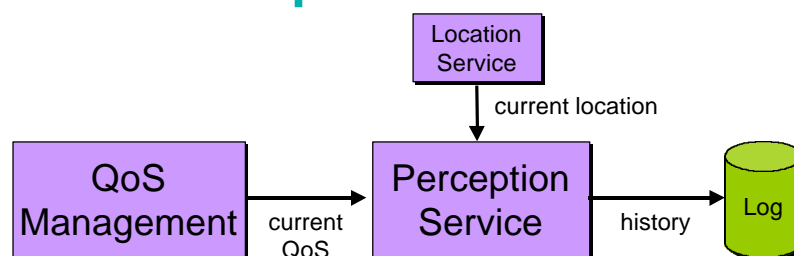 Location
Service
current location
QoS
Management
current
QoS
Perception
Service
history
Log